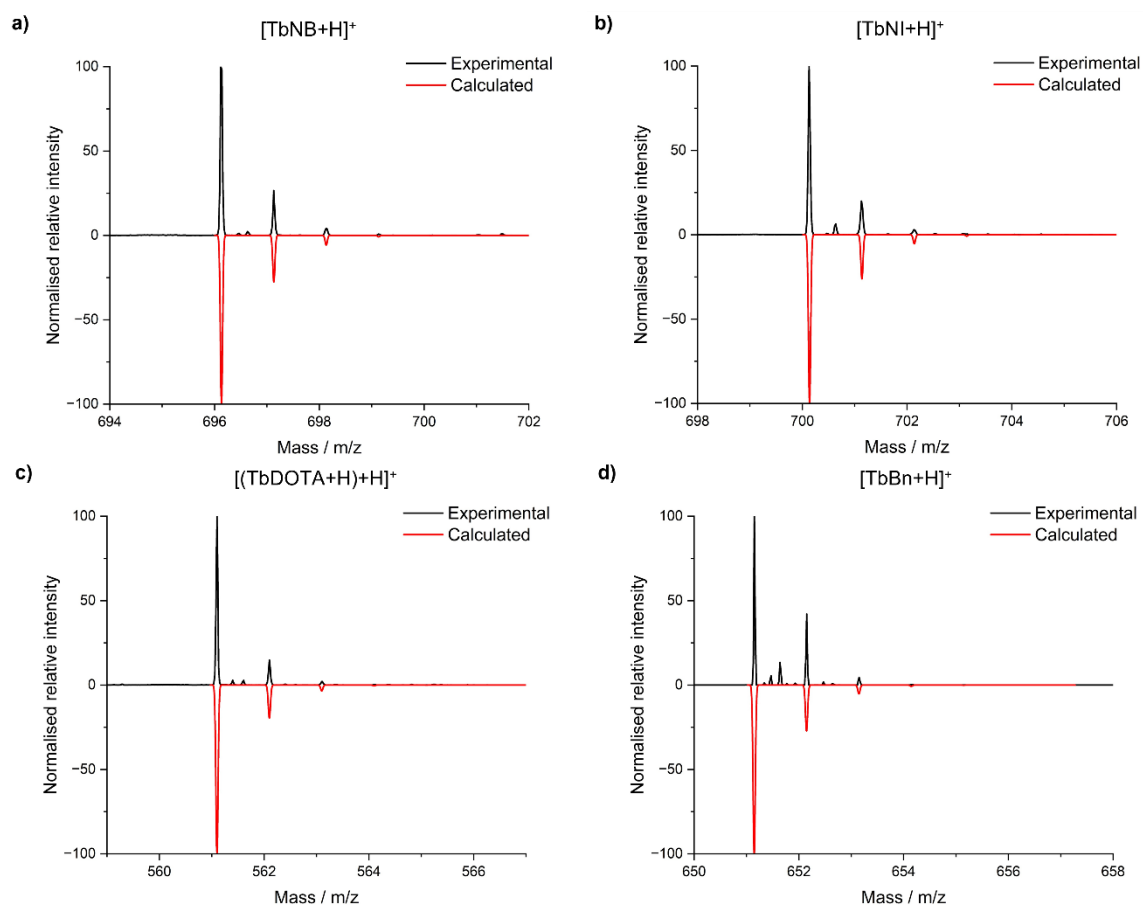 a)
[TbNB+H]⁺
Experimental
Calculated
Normalised relative intensity
100
50
0
−50
−100
694 696 698 700 702
Mass / m/z
b)
[TbNI+H]⁺
Experimental
Calculated
Normalised relative intensity
100
50
0
−50
−100
698 700 702 704 706
Mass / m/z
c)
[(TbDOTA+H)+H]⁺
Experimental
Calculated
Normalised relative intensity
100
50
0
−50
−100
560 562 564 566
Mass / m/z
d)
[TbBn+H]⁺
Experimental
Calculated
Normalised relative intensity
100
50
0
−50
−100
650 652 654 656 658
Mass / m/z